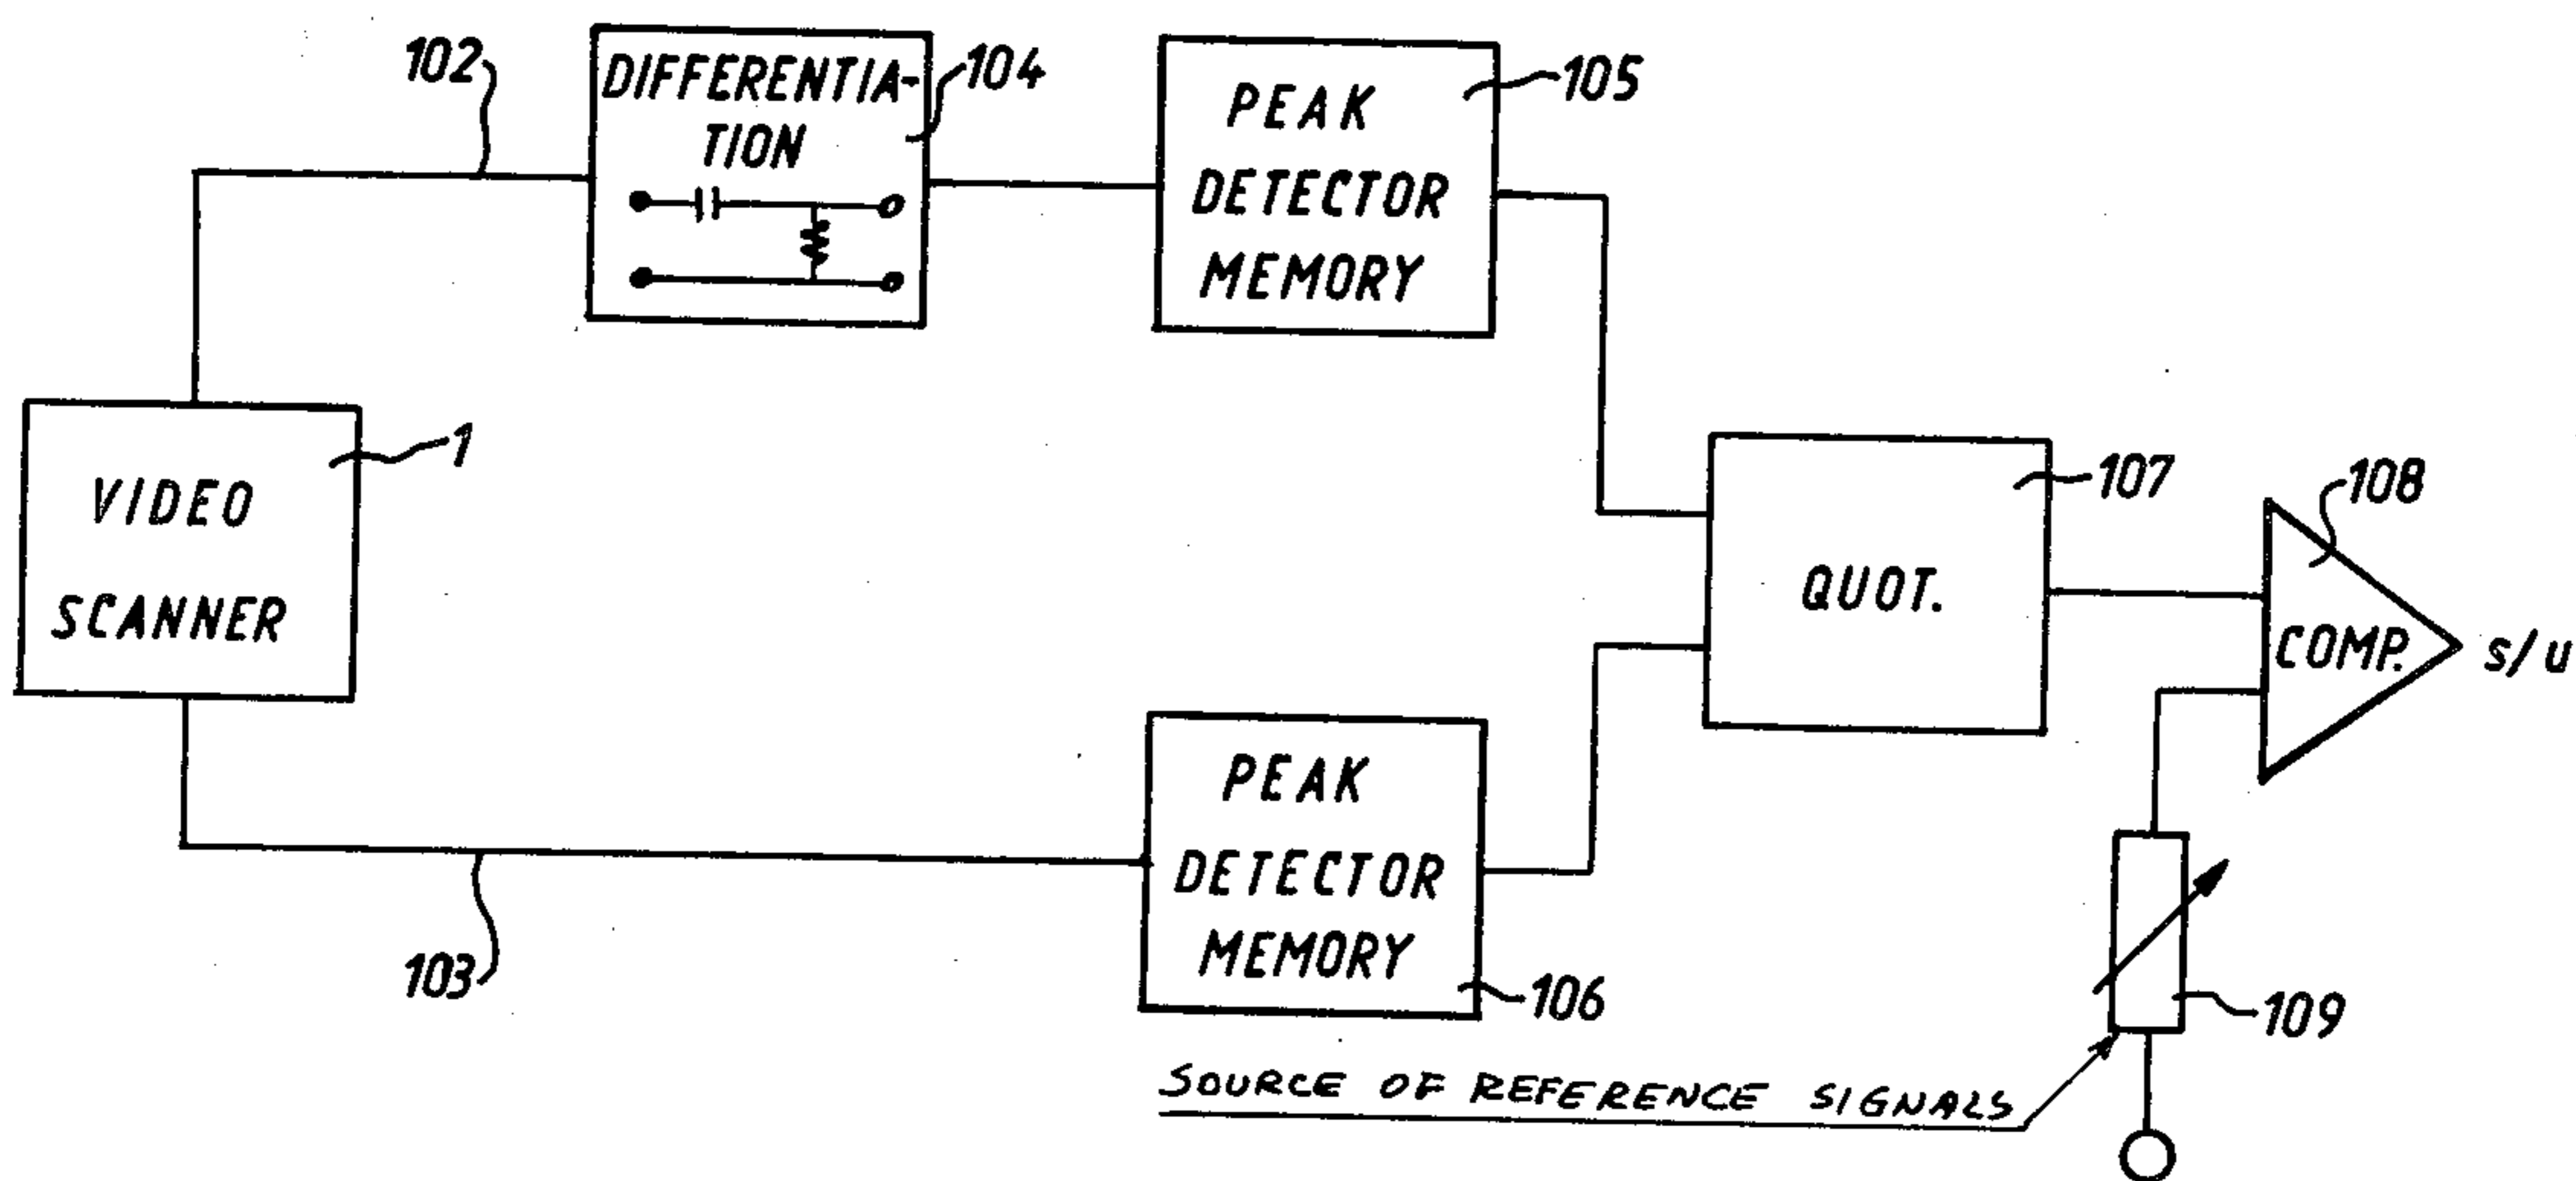 102
DIFFERENTIA-
TION
104
PEAK
DETECTOR
MEMORY
105
VIDEO
SCANNER
1
QUOT.
107
108
COMP.
s/u
103
PEAK
DETECTOR
MEMORY
106
109
SOURCE OF REFERENCE SIGNALS